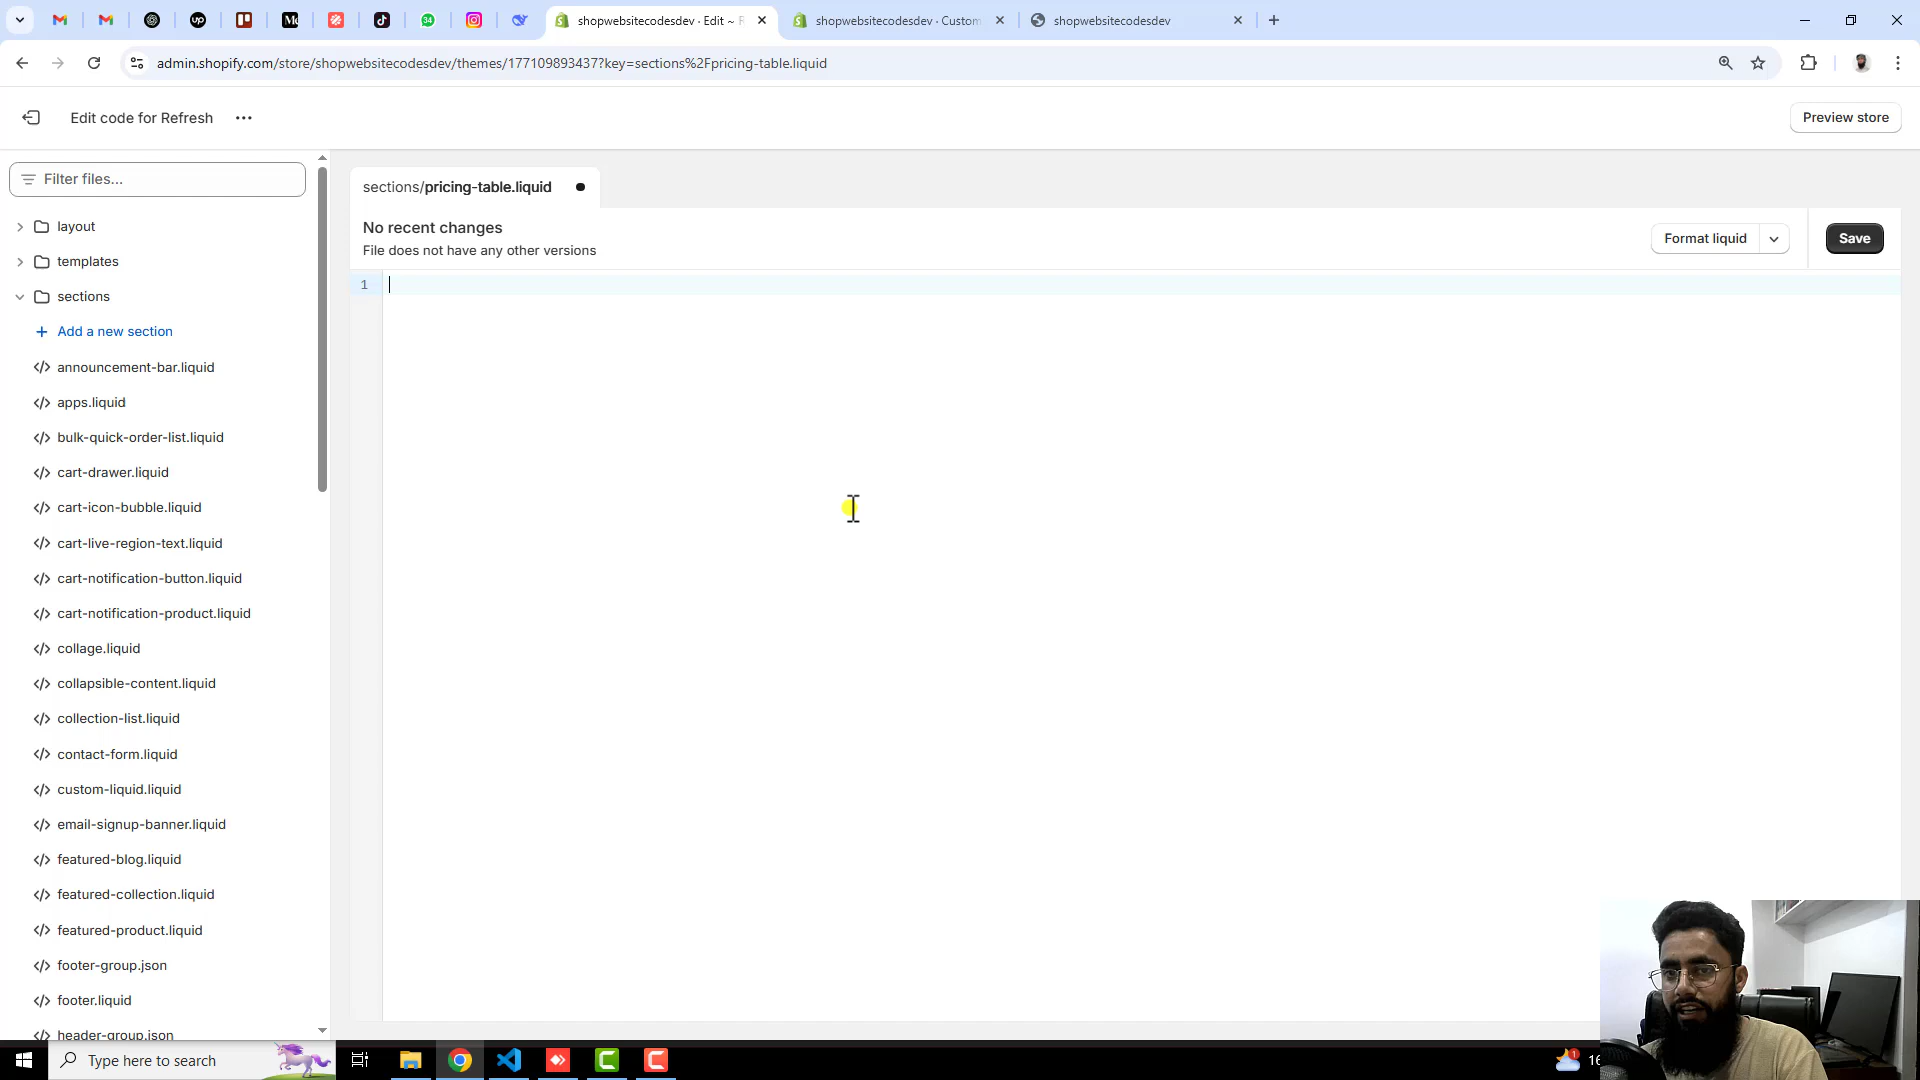 shopwebsitecodesdev · Edit ~ R
shopwebsitecodesdev · Custom
shopwebsitecodesdev
admin.shopify.com/store/shopwebsitecodesdev/themes/177109893437?key=sections%2Fpricing-table.liquid
Edit code for Refresh
Preview store
Filter files...
sections/pricing-table.liquid
No recent changes
File does not have any other versions
Format liquid
Save
1
layout
templates
sections
Add a new section
announcement-bar.liquid
apps.liquid
bulk-quick-order-list.liquid
cart-drawer.liquid
cart-icon-bubble.liquid
cart-live-region-text.liquid
cart-notification-button.liquid
cart-notification-product.liquid
collage.liquid
collapsible-content.liquid
collection-list.liquid
contact-form.liquid
custom-liquid.liquid
email-signup-banner.liquid
featured-blog.liquid
featured-collection.liquid
featured-product.liquid
footer-group.json
footer.liquid
header-group.json
Type here to search
1
16